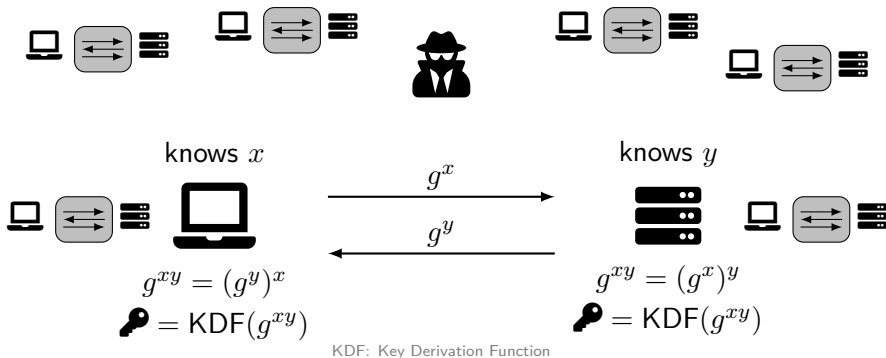 knows x
knows y
g^x
g^y
g^{xy} = (g^y)^x
= KDF(g^{xy})
g^{xy} = (g^x)^y
= KDF(g^{xy})
KDF: Key Derivation Function